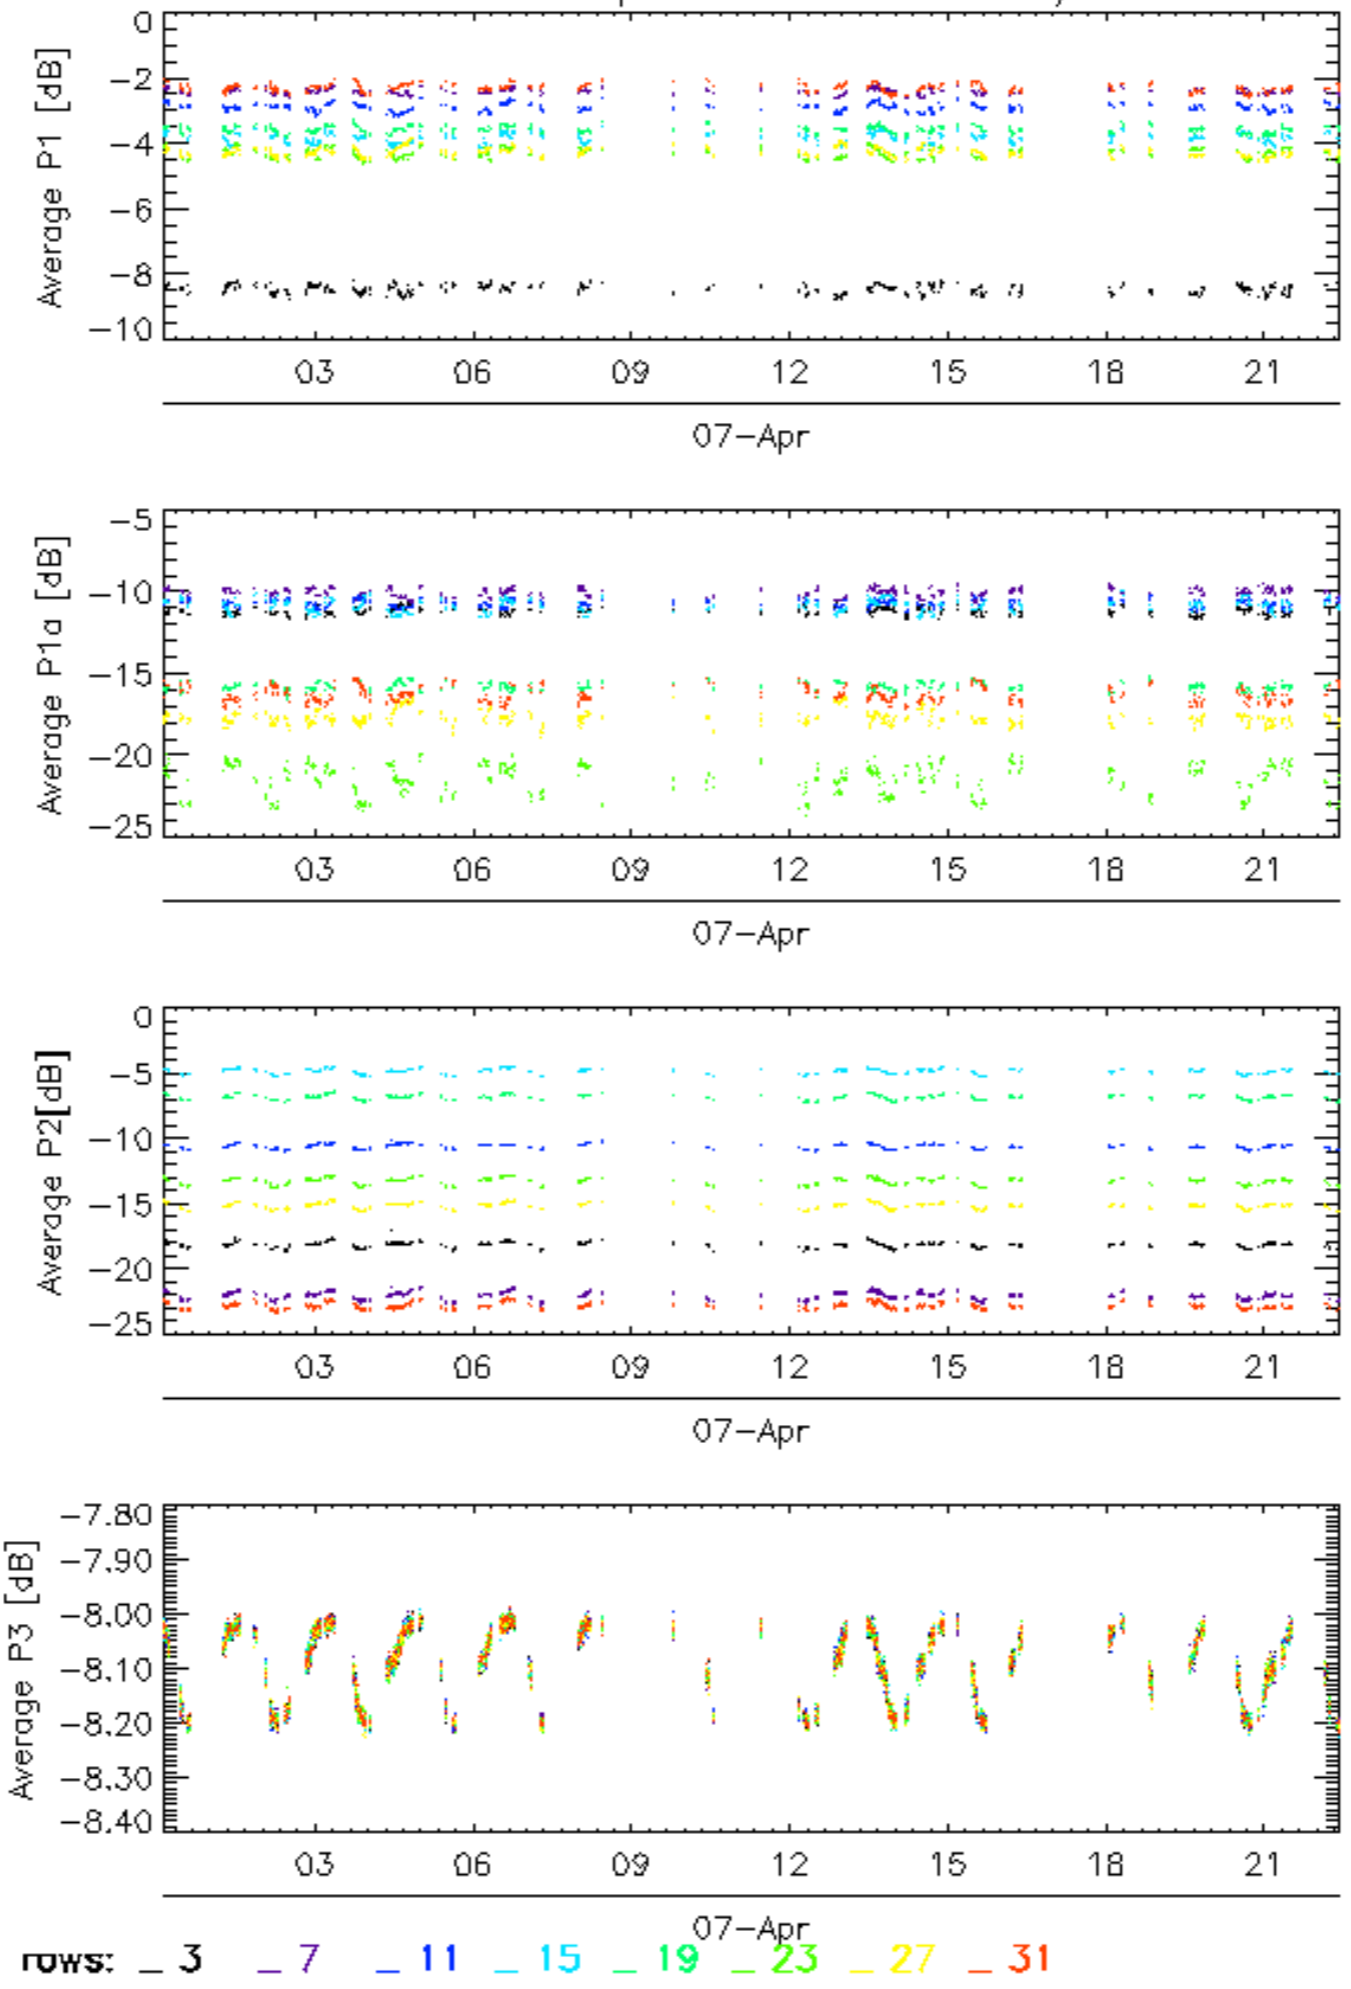 Average P1 [dB]
0
-2
-4
-6
-8
-10
03 06 09 12 15 18 21
07-Apr
Average P1a [dB]
-5
-10
-15
-20
-25
03 06 09 12 15 18 21
07-Apr
Average P2[dB]
0
-5
-10
-15
-20
-25
03 06 09 12 15 18 21
07-Apr
Average P3 [dB]
-7.80
-7.90
-8.00
-8.10
-8.20
-8.30
-8.40
03 06 09 12 15 18 21
07-Apr
rows: _ 3 _ 7 _ 11 _ 15 _ 19 _ 23 _ 27 _ 31